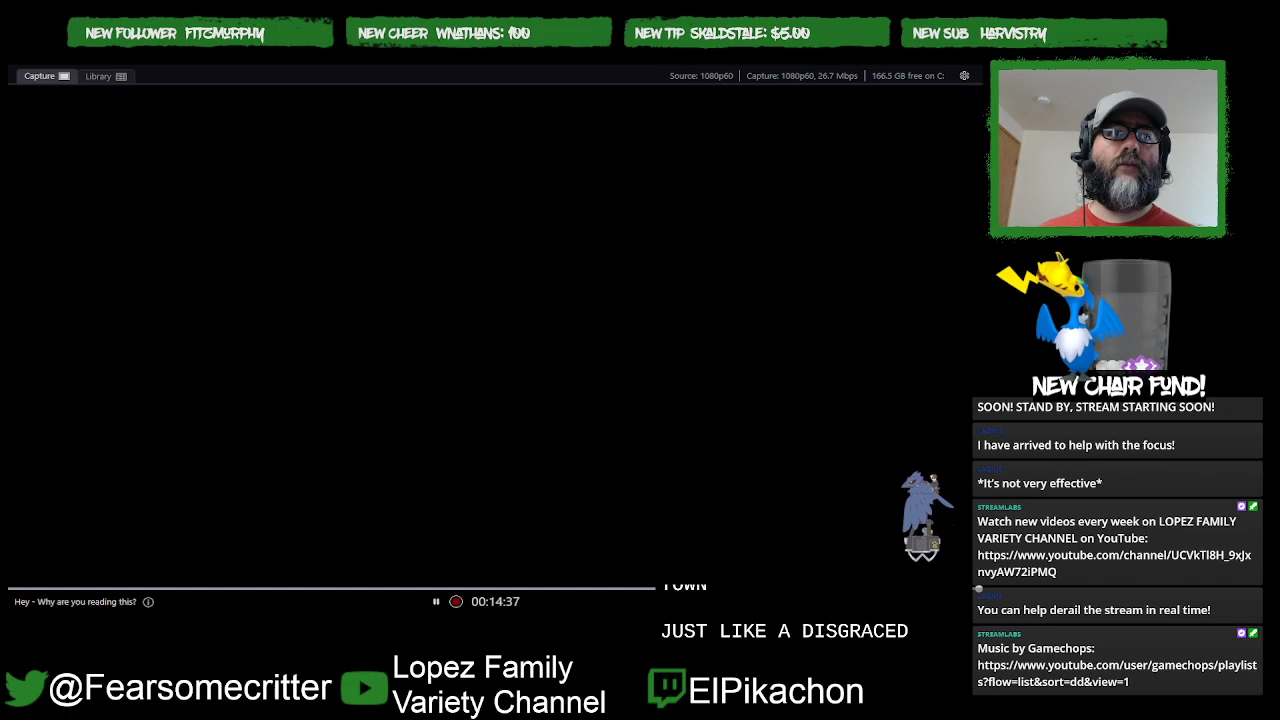 NEW FOLLOWER FITZMURPHY
NEW CHEER WNATHANS: 100
NEW TIP SKALDSTALE: $5.00
NEW SUB HARVISTRY
Capture
Library
Source: 1080p60
Capture: 1080p60, 26.7 Mbps
166.5 GB free on C:
NEW CHAIR FUND!
SOON! STAND BY, STREAM STARTING SOON!
I have arrived to help with the focus!
*It's not very effective*
STREAMLABS
Watch new videos every week on LOPEZ FAMILY
VARIETY CHANNEL on YouTube:
https://www.youtube.com/channel/UCVkTl8H_9xJx
nvyAW72iPMQ
You can help derail the stream in real time!
STREAMLABS
Music by Gamechops:
https://www.youtube.com/user/gamechops/playlist
s?flow=list&sort=dd&view=1
Hey - Why are you reading this?
00:14:37
TOWN
JUST LIKE A DISGRACED
@Fearsomecritter
Lopez Family
Variety Channel
ElPikachon